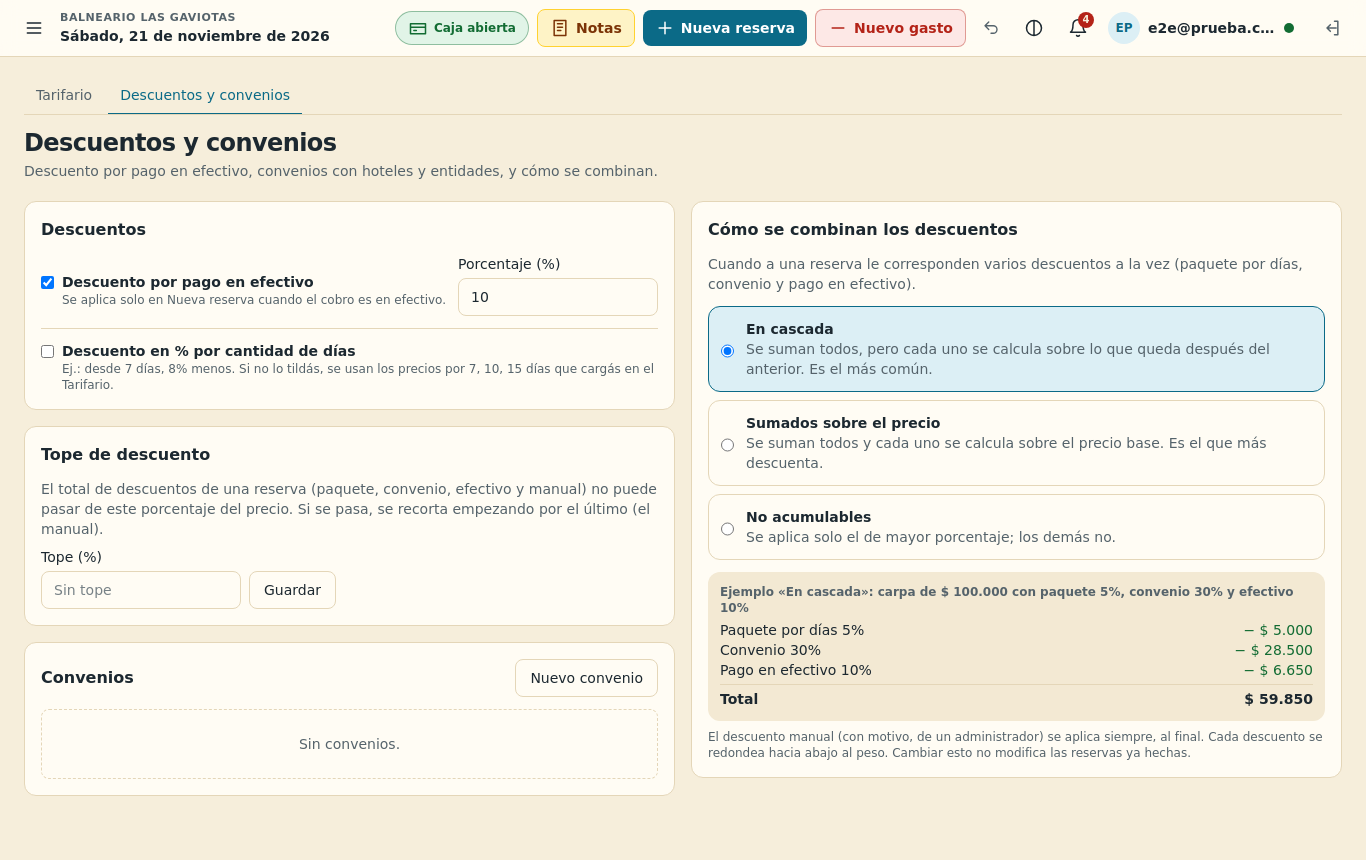 BALNEARIO LAS GAVIOTAS
Sábado, 21 de noviembre de 2026
Caja abierta
Notas
Nueva reserva
Nuevo gasto
4
EP
e2e@prueba.c...
Tarifario
Descuentos y convenios
Descuentos y convenios
Descuento por pago en efectivo, convenios con hoteles y entidades, y cómo se combinan.
Descuentos
Descuento por pago en efectivo
Se aplica solo en Nueva reserva cuando el cobro es en efectivo.
Porcentaje (%)
10
Descuento en % por cantidad de días
Ej.: desde 7 días, 8% menos. Si no lo tildás, se usan los precios por 7, 10, 15 días que cargás en el
Tarifario.
Tope de descuento
El total de descuentos de una reserva (paquete, convenio, efectivo y manual) no puede
pasar de este porcentaje del precio. Si se pasa, se recorta empezando por el último (el
manual).
Tope (%)
Sin tope
Guardar
Convenios
Nuevo convenio
Sin convenios.
Cómo se combinan los descuentos
Cuando a una reserva le corresponden varios descuentos a la vez (paquete por días,
convenio y pago en efectivo).
En cascada
Se suman todos, pero cada uno se calcula sobre lo que queda después del
anterior. Es el más común.
Sumados sobre el precio
Se suman todos y cada uno se calcula sobre el precio base. Es el que más
descuenta.
No acumulables
Se aplica solo el de mayor porcentaje; los demás no.
Ejemplo «En cascada»: carpa de $ 100.000 con paquete 5%, convenio 30% y efectivo
10%
Paquete por días 5% − $ 5.000
Convenio 30% − $ 28.500
Pago en efectivo 10% − $ 6.650
Total $ 59.850
El descuento manual (con motivo, de un administrador) se aplica siempre, al final. Cada descuento se
redondea hacia abajo al peso. Cambiar esto no modifica las reservas ya hechas.